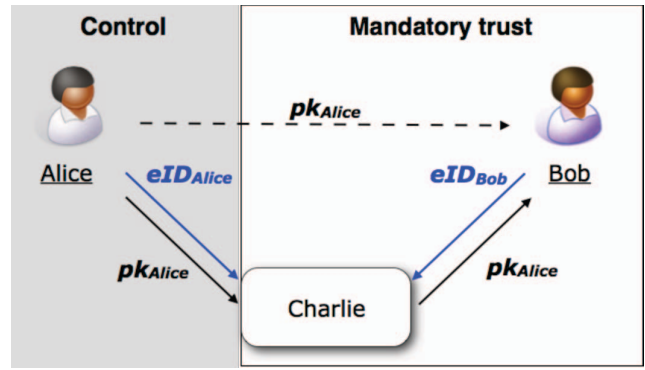 Control Mandatory trust
pkAlice
Alice Bob
eIDAlice eIDBob
pkAlice pkAlice
Charlie